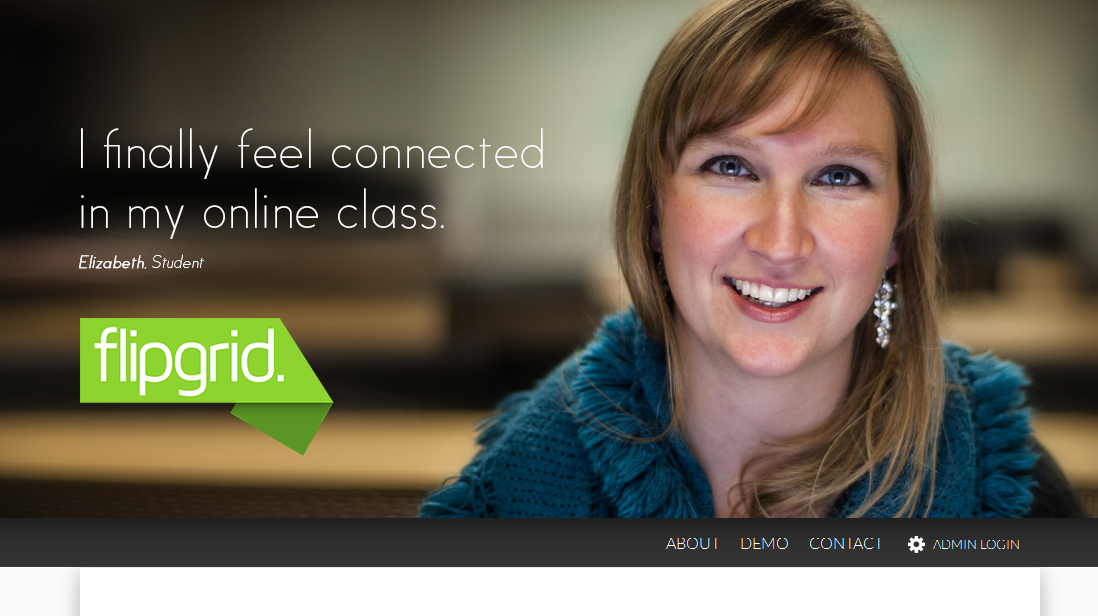 I finally feel connected
in my online class.
Elizabeth, Student
flipgrid.
ABOUT DEMO CONTACT ADMIN LOGIN